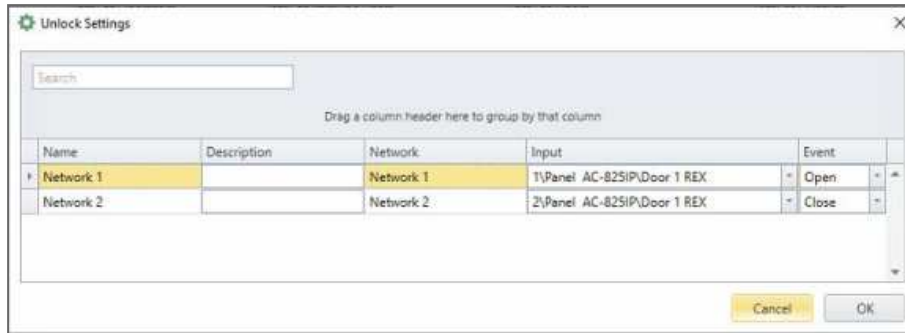 Unlock Settings
Search
Drag a column header here to group by that column
Name Description Network Input Event
Network 1 Network 1 1\Panel AC-825IP\Door 1 REX Open
Network 2 Network 2 2\Panel AC-825IP\Door 1 REX Close
Cancel OK